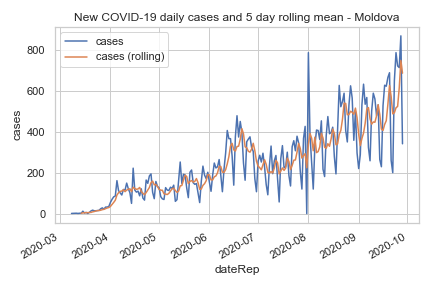 New COVID-19 daily cases and 5 day rolling mean - Moldova
cases
cases (rolling)
800
600
400
200
0
cases
2020-03
2020-04
2020-05
2020-06
2020-07
2020-08
2020-09
2020-10
dateRep